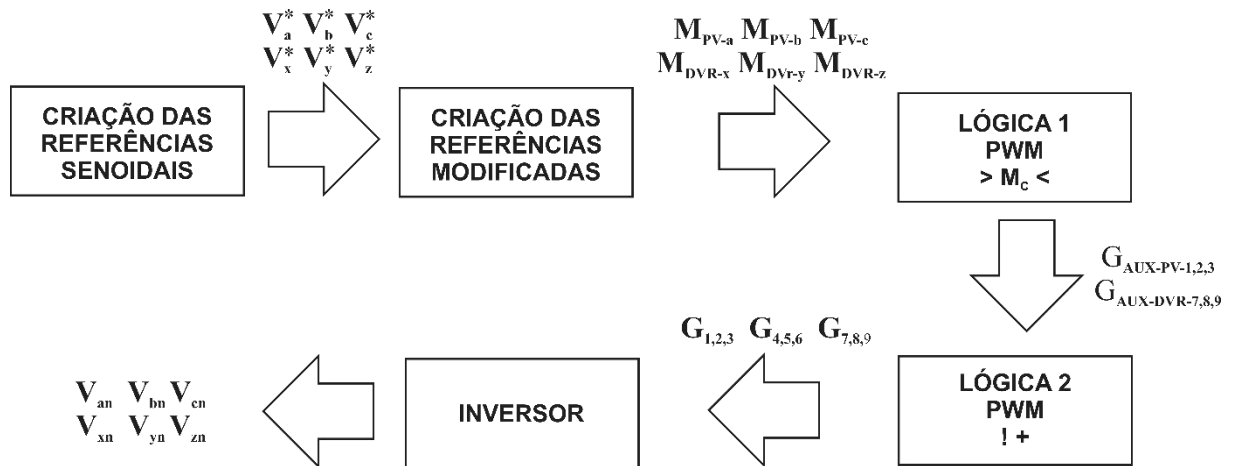 V*a V*b V*c
V*x V*y V*z
CRIAÇÃO DAS
REFERÊNCIAS
SENOIDAIS
CRIAÇÃO DAS
REFERÊNCIAS
MODIFICADAS
MPV-a MPV-b MPV-c
MDVR-x MDVr-y MDVR-z
LÓGICA 1
PWM
> Mc <
GAUX-PV-1,2,3
GAUX-DVR-7,8,9
LÓGICA 2
PWM
! +
G1,2,3 G4,5,6 G7,8,9
INVERSOR
Van Vbn Vcn
Vxn Vyn Vzn